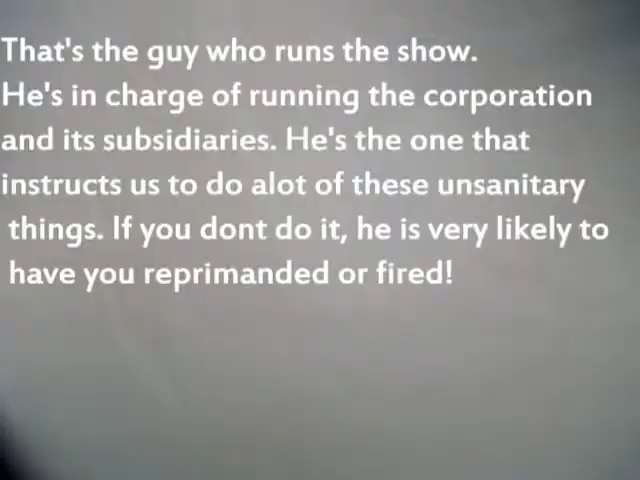 That's the guy who runs the show.
He's in charge of running the corporation
and its subsidiaries. He's the one that
instructs us to do alot of these unsanitary
things. If you dont do it, he is very likely to
have you reprimanded or fired!